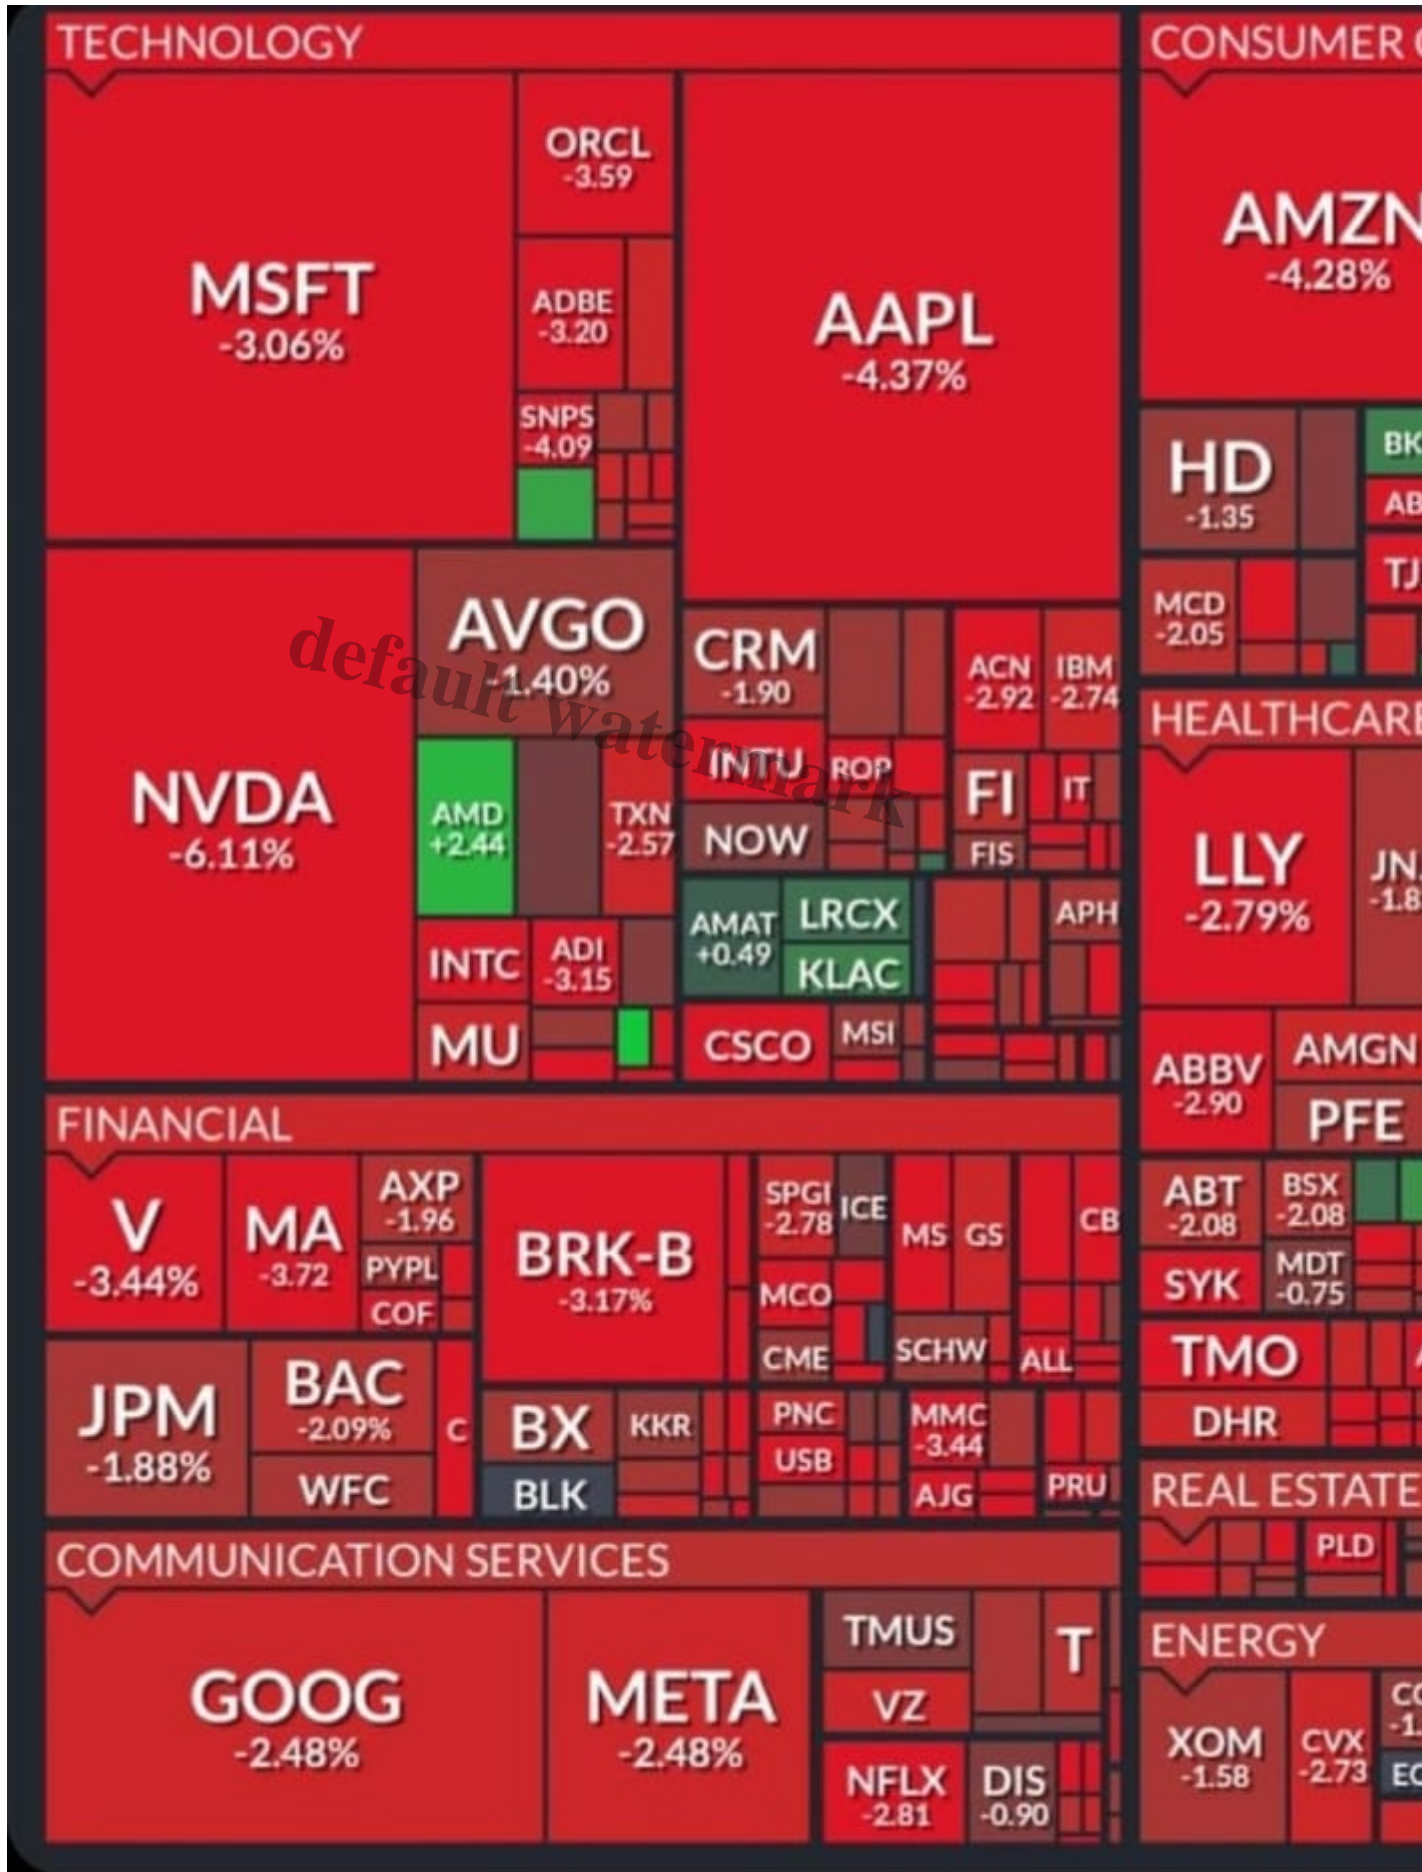 TECHNOLOGY
MSFT
-3.06%
ORCL
-3.59
ADBE
-3.20
SNPS
-4.09
AAPL
-4.37%
NVDA
-6.11%
AVGO
-1.40%
AMD
+2.44
TXN
-2.57
INTC
ADI
-3.15
MU
CRM
-1.90
INTU
ROP
NOW
ACN
-2.92
IBM
-2.74
FI
IT
FIS
AMAT
+0.49
LRCX
KLAC
APH
CSCO
MSI
default watermark
FINANCIAL
V
-3.44%
MA
-3.72
AXP
-1.96
PYPL
COF
JPM
-1.88%
BAC
-2.09%
WFC
C
BRK-B
-3.17%
BX
BLK
KKR
SPGI
-2.78
ICE
MCO
CME
MS
GS
SCHW
CB
ALL
PNC
USB
MMC
-3.44
AJG
PRU
COMMUNICATION SERVICES
GOOG
-2.48%
META
-2.48%
TMUS
VZ
T
NFLX
-2.81
DIS
-0.90
CONSUMER C
AMZN
-4.28%
HD
-1.35
BK
AB
TJ
MCD
-2.05
HEALTHCARE
LLY
-2.79%
JN
-1.8
ABBV
-2.90
AMGN
PFE
ABT
-2.08
BSX
-2.08
SYK
MDT
-0.75
TMO
DHR
REAL ESTATE
PLD
ENERGY
XOM
-1.58
CVX
-2.73
-1.